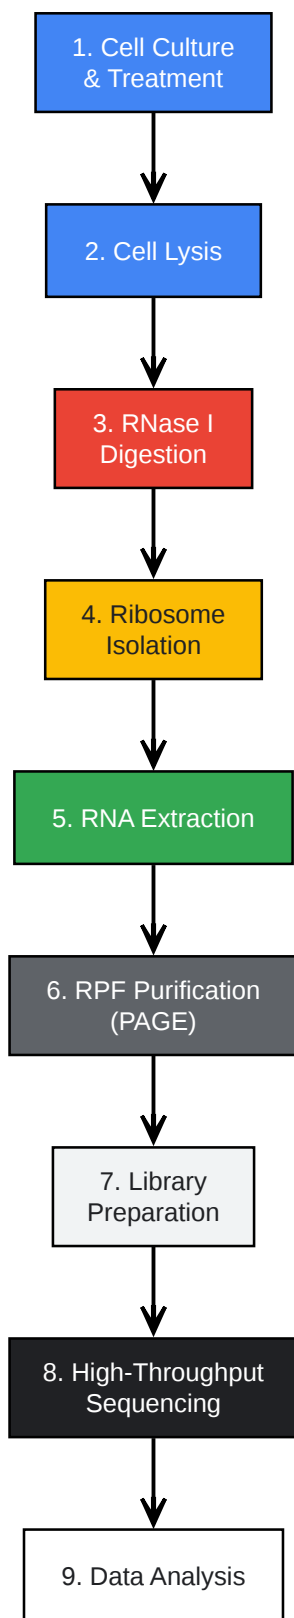 1. Cell Culture
& Treatment
2. Cell Lysis
3. RNase I
Digestion
4. Ribosome
Isolation
5. RNA Extraction
6. RPF Purification
(PAGE)
7. Library
Preparation
8. High-Throughput
Sequencing
9. Data Analysis